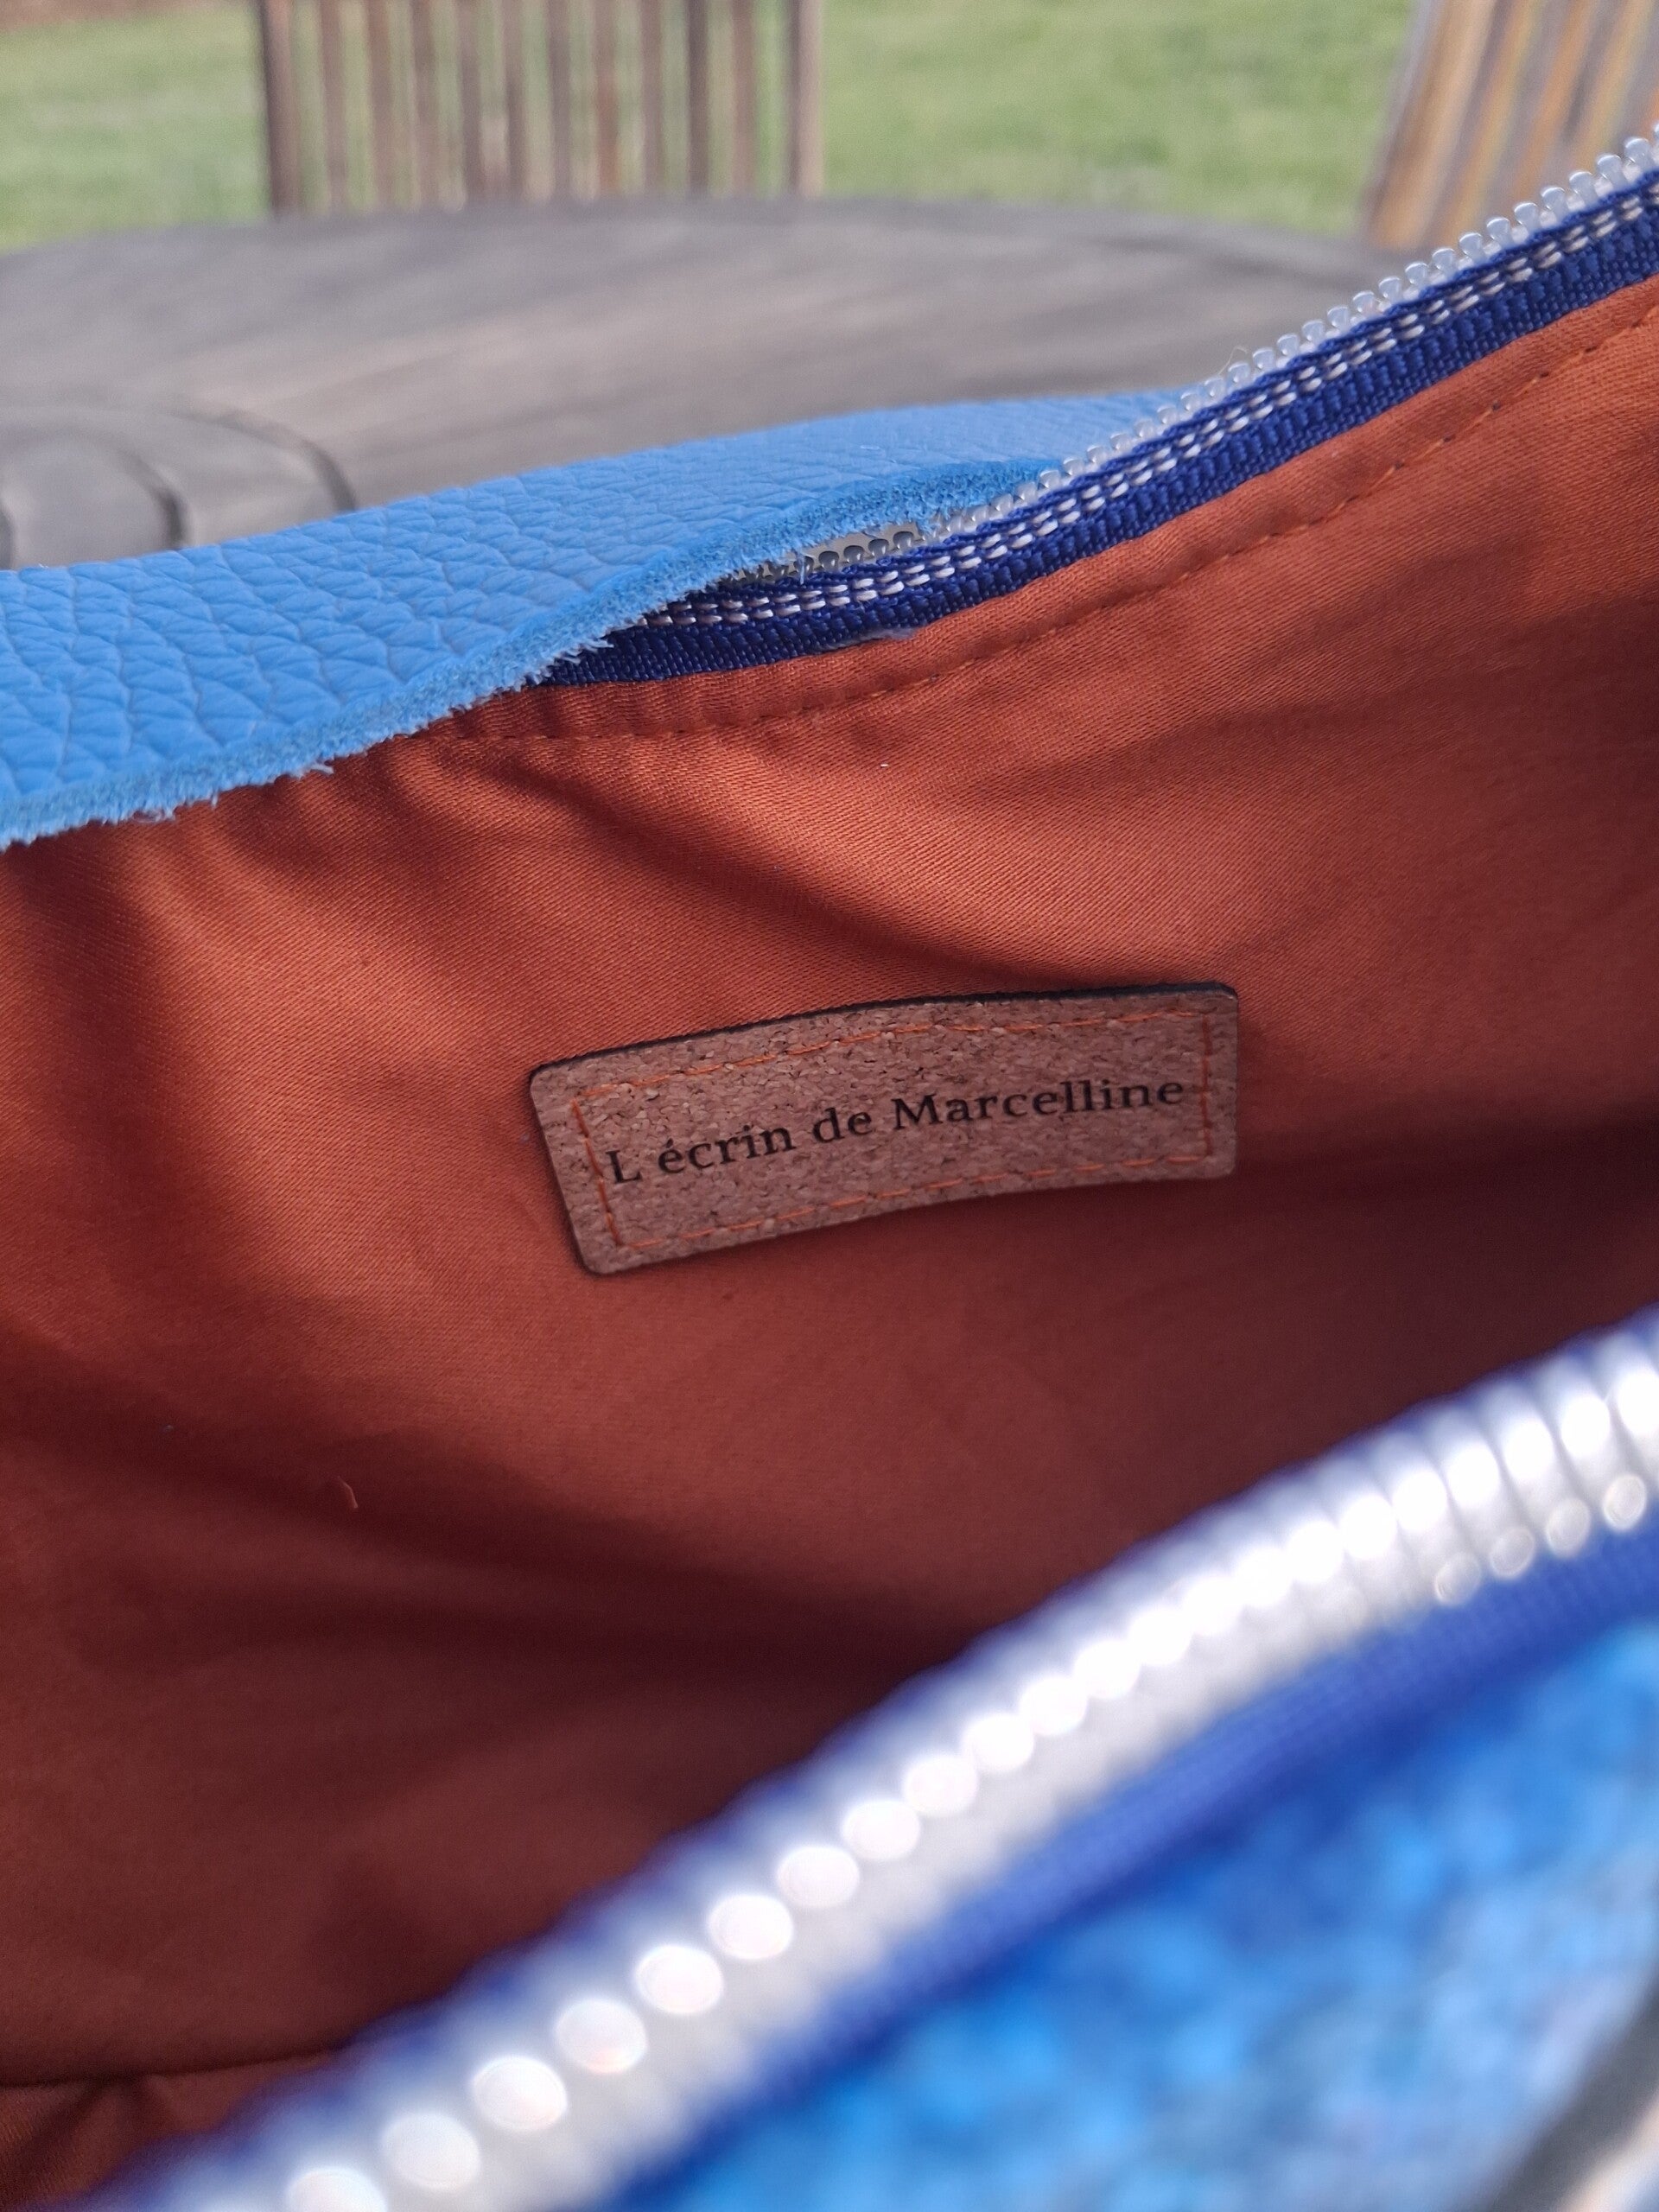 L écrin de Marcelline